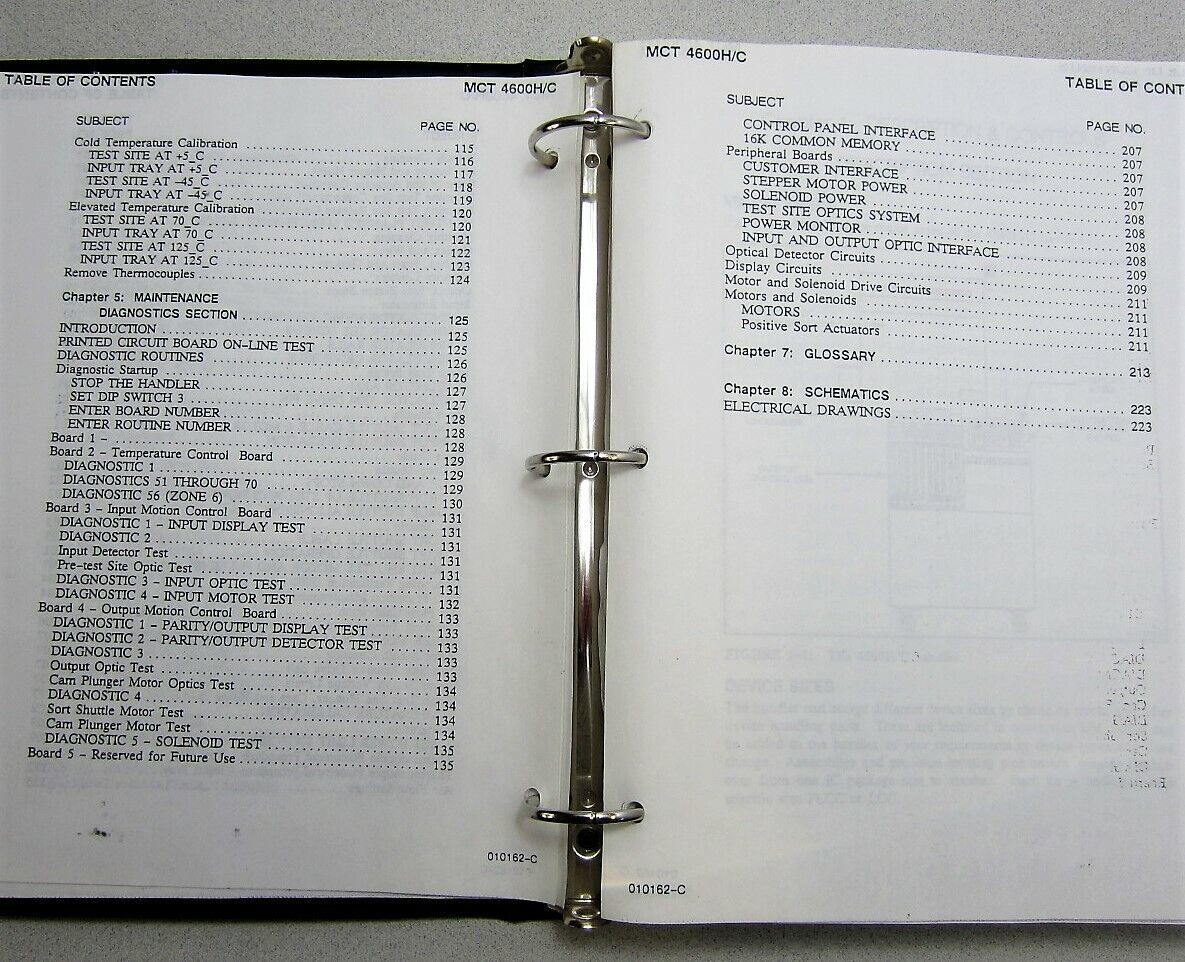 TABLE OF CONTENTS MCT 4600H/C
SUBJECT PAGE NO.
Cold Temperature Calibration ........ 115
TEST SITE AT +5_C ........ 116
INPUT TRAY AT +5_C ........ 117
TEST SITE AT –45_C ........ 118
INPUT TRAY AT –45_C ........ 119
Elevated Temperature Calibration ........ 120
TEST SITE AT 70_C ........ 120
INPUT TRAY AT 70_C ........ 121
TEST SITE AT 125_C ........ 122
INPUT TRAY AT 125_C ........ 123
Remove Thermocouples ........ 124
Chapter 5: MAINTENANCE
DIAGNOSTICS SECTION ........ 125
INTRODUCTION ........ 125
PRINTED CIRCUIT BOARD ON-LINE TEST ........ 125
DIAGNOSTIC ROUTINES ........ 126
Diagnostic Startup ........ 126
STOP THE HANDLER ........ 127
SET DIP SWITCH 3 ........ 127
ENTER BOARD NUMBER ........ 128
ENTER ROUTINE NUMBER ........ 128
Board 1 – ........ 128
Board 2 – Temperature Control Board ........ 129
DIAGNOSTIC 1 ........ 129
DIAGNOSTICS 51 THROUGH 70 ........ 129
DIAGNOSTIC 56 (ZONE 6) ........ 130
Board 3 – Input Motion Control Board ........ 131
DIAGNOSTIC 1 – INPUT DISPLAY TEST ........ 131
DIAGNOSTIC 2 ........ 131
Input Detector Test ........ 131
Pre-test Site Optic Test ........ 131
DIAGNOSTIC 3 – INPUT OPTIC TEST ........ 131
DIAGNOSTIC 4 – INPUT MOTOR TEST ........ 132
Board 4 – Output Motion Control Board ........ 133
DIAGNOSTIC 1 – PARITY/OUTPUT DISPLAY TEST ........ 133
DIAGNOSTIC 2 – PARITY/OUTPUT DETECTOR TEST ........ 133
DIAGNOSTIC 3 ........ 133
Output Optic Test ........ 133
Cam Plunger Motor Optics Test ........ 134
DIAGNOSTIC 4 ........ 134
Sort Shuttle Motor Test ........ 134
Cam Plunger Motor Test ........ 134
DIAGNOSTIC 5 – SOLENOID TEST ........ 135
Board 5 – Reserved for Future Use ........ 135
010162-C
MCT 4600H/C
TABLE OF CONT
SUBJECT PAGE NO.
CONTROL PANEL INTERFACE ........ 207
16K COMMON MEMORY ........ 207
Peripheral Boards ........ 207
CUSTOMER INTERFACE ........ 207
STEPPER MOTOR POWER ........ 207
SOLENOID POWER ........ 208
TEST SITE OPTICS SYSTEM ........ 208
POWER MONITOR ........ 208
INPUT AND OUTPUT OPTIC INTERFACE ........ 208
Optical Detector Circuits ........ 209
Display Circuits ........ 209
Motor and Solenoid Drive Circuits ........ 211
Motors and Solenoids ........ 211
MOTORS ........ 211
Positive Sort Actuators ........ 211
Chapter 7: GLOSSARY ........ 213
Chapter 8: SCHEMATICS ........ 223
ELECTRICAL DRAWINGS ........ 223
010162-C